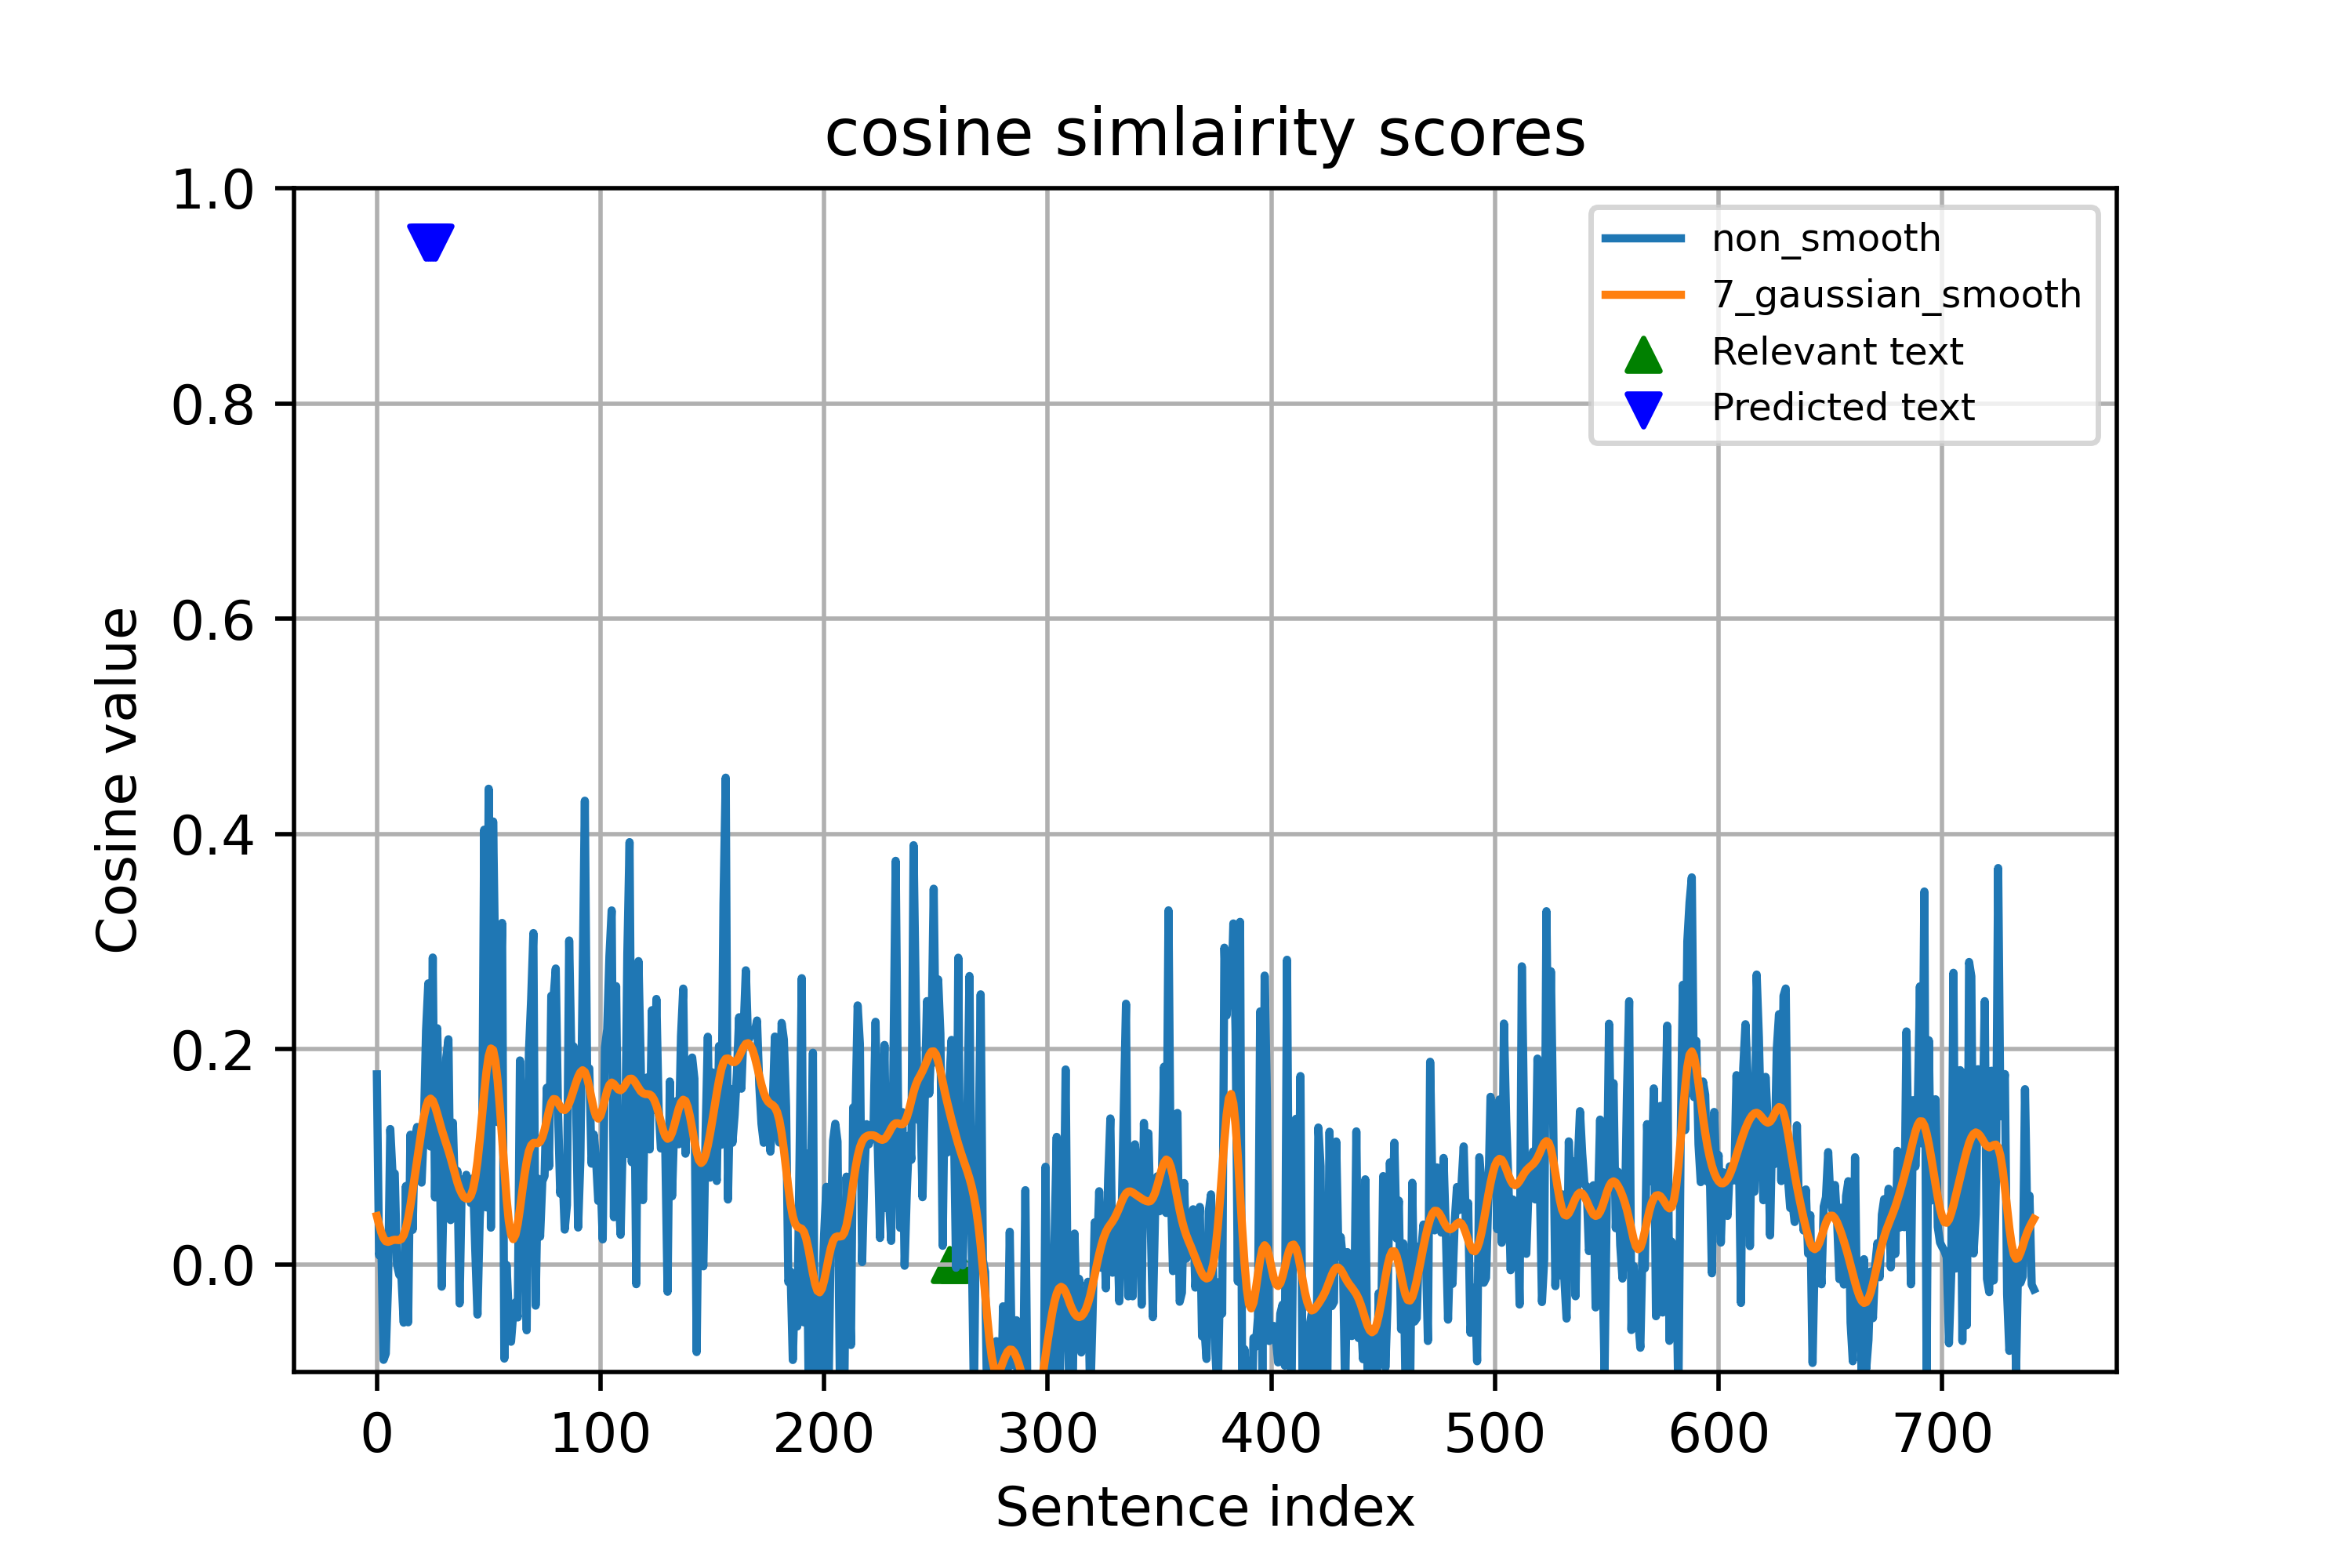 cosine simlairity scores
1.0
0.8
0.6
0.4
0.2
0.0
Cosine value
non_smooth
7_gaussian_smooth
Relevant text
Predicted text
0 100 200 300 400 500 600 700
Sentence index